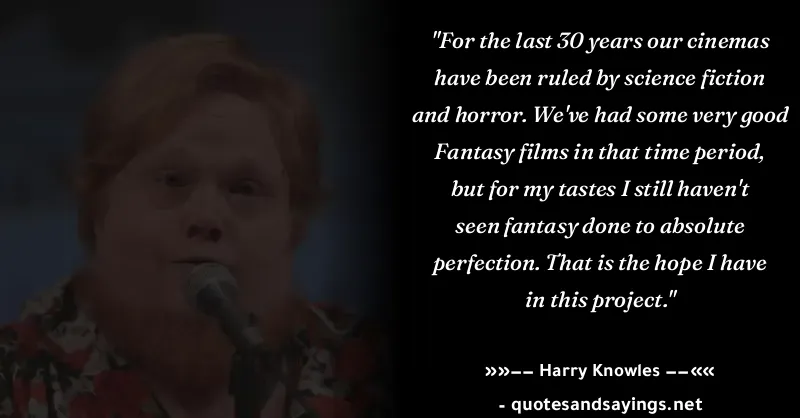 "For the last 30 years our cinemas
have been ruled by science fiction
and horror. We've had some very good
Fantasy films in that time period,
but for my tastes I still haven't
seen fantasy done to absolute
perfection. That is the hope I have
in this project."
»»–– Harry Knowles ––««
- quotesandsayings.net